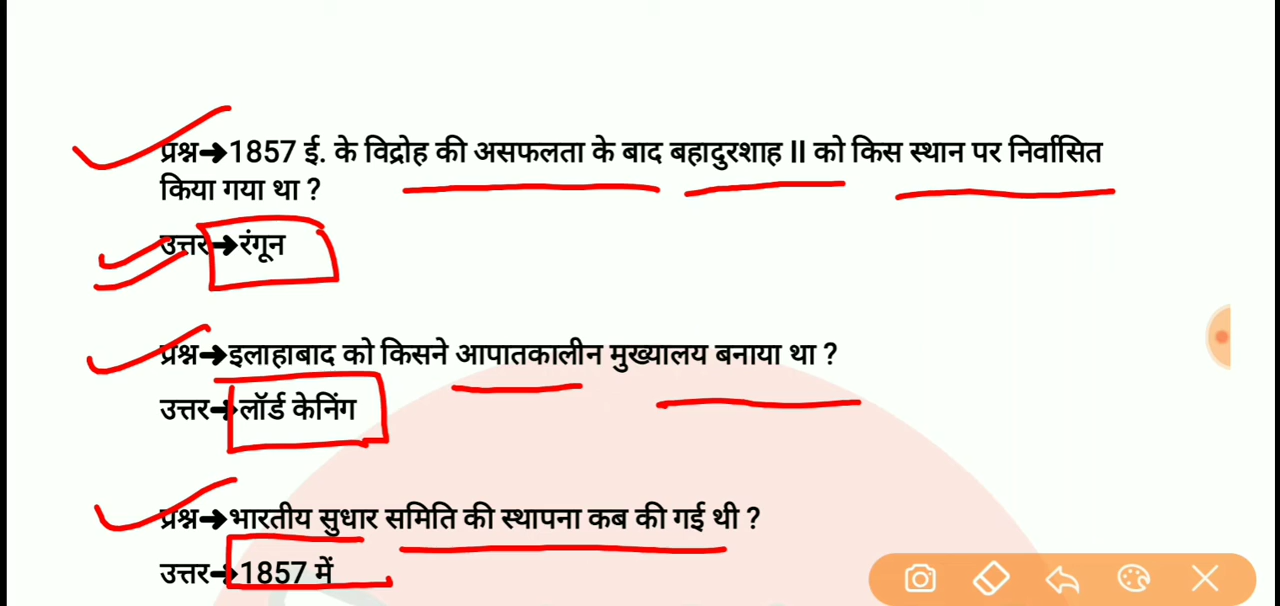 प्रश्न→1857 ई. के विद्रोह की असफलता के बाद बहादुरशाह II को किस स्थान पर निर्वासित
किया गया था ?
उत्तर→रंगून
प्रश्न→इलाहाबाद को किसने आपातकालीन मुख्यालय बनाया था ?
उत्तर→लॉर्ड केनिंग
प्रश्न→भारतीय सुधार समिति की स्थापना कब की गई थी ?
उत्तर→1857 में